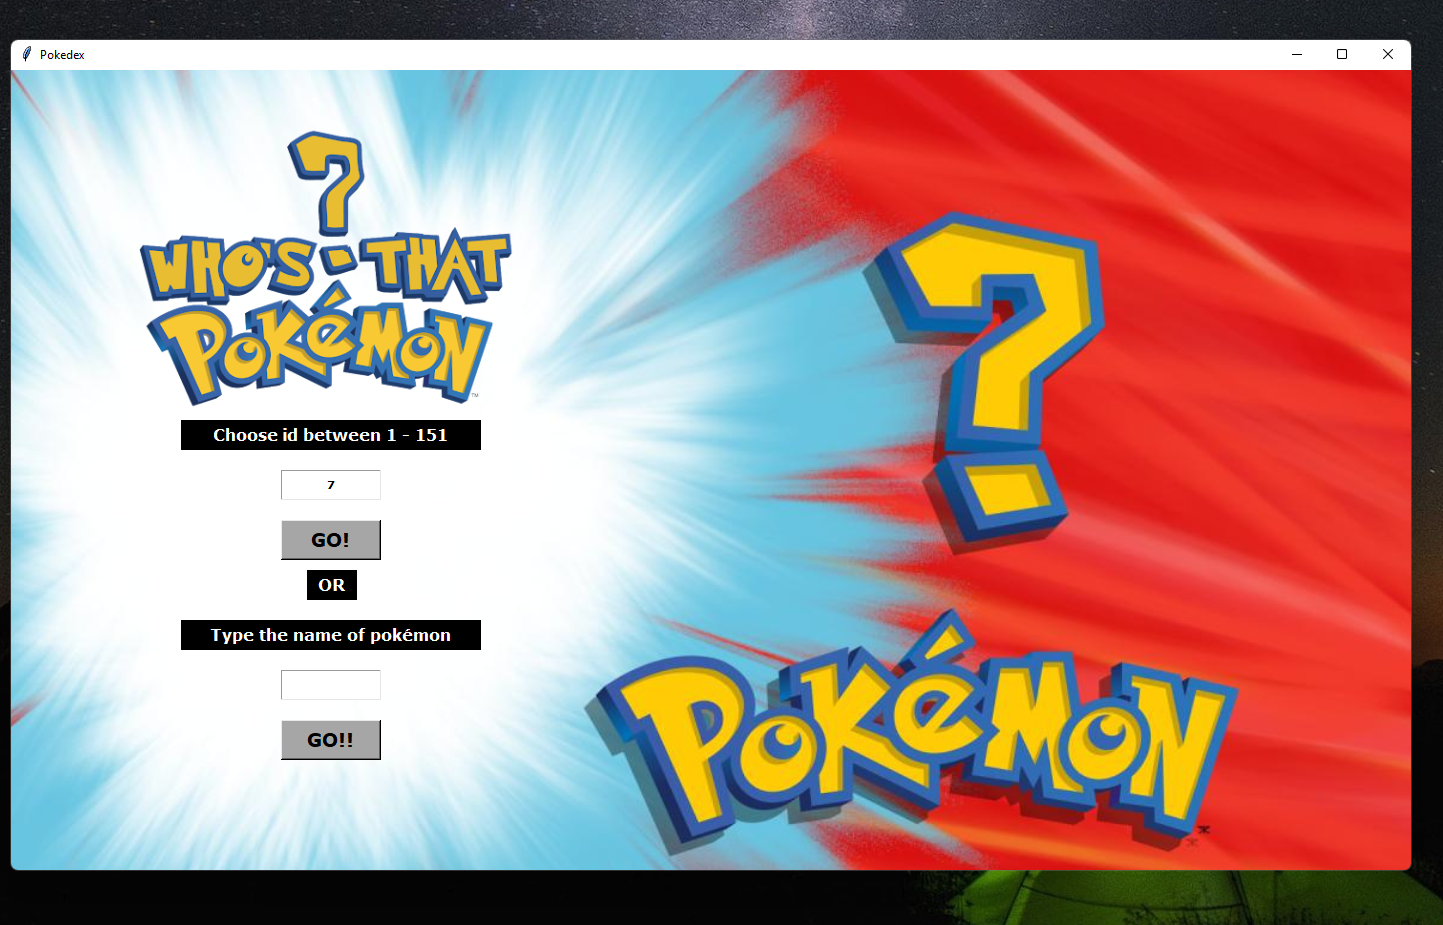 Pokedex
?
WHO'S THAT
POKéMON
™
Choose id between 1 - 151
7
GO!
OR
Type the name of pokémon
GO!!
?
POKéMON